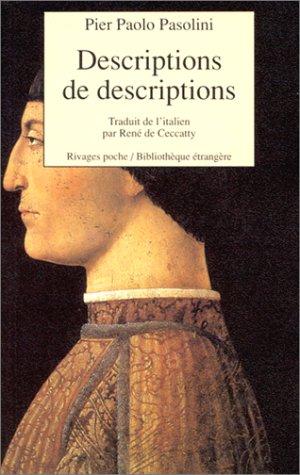 Pier Paolo Pasolini
Descriptions
de descriptions
Traduit de l'italien
par René de Ceccatty
Rivages poche / Bibliothèque étrangère